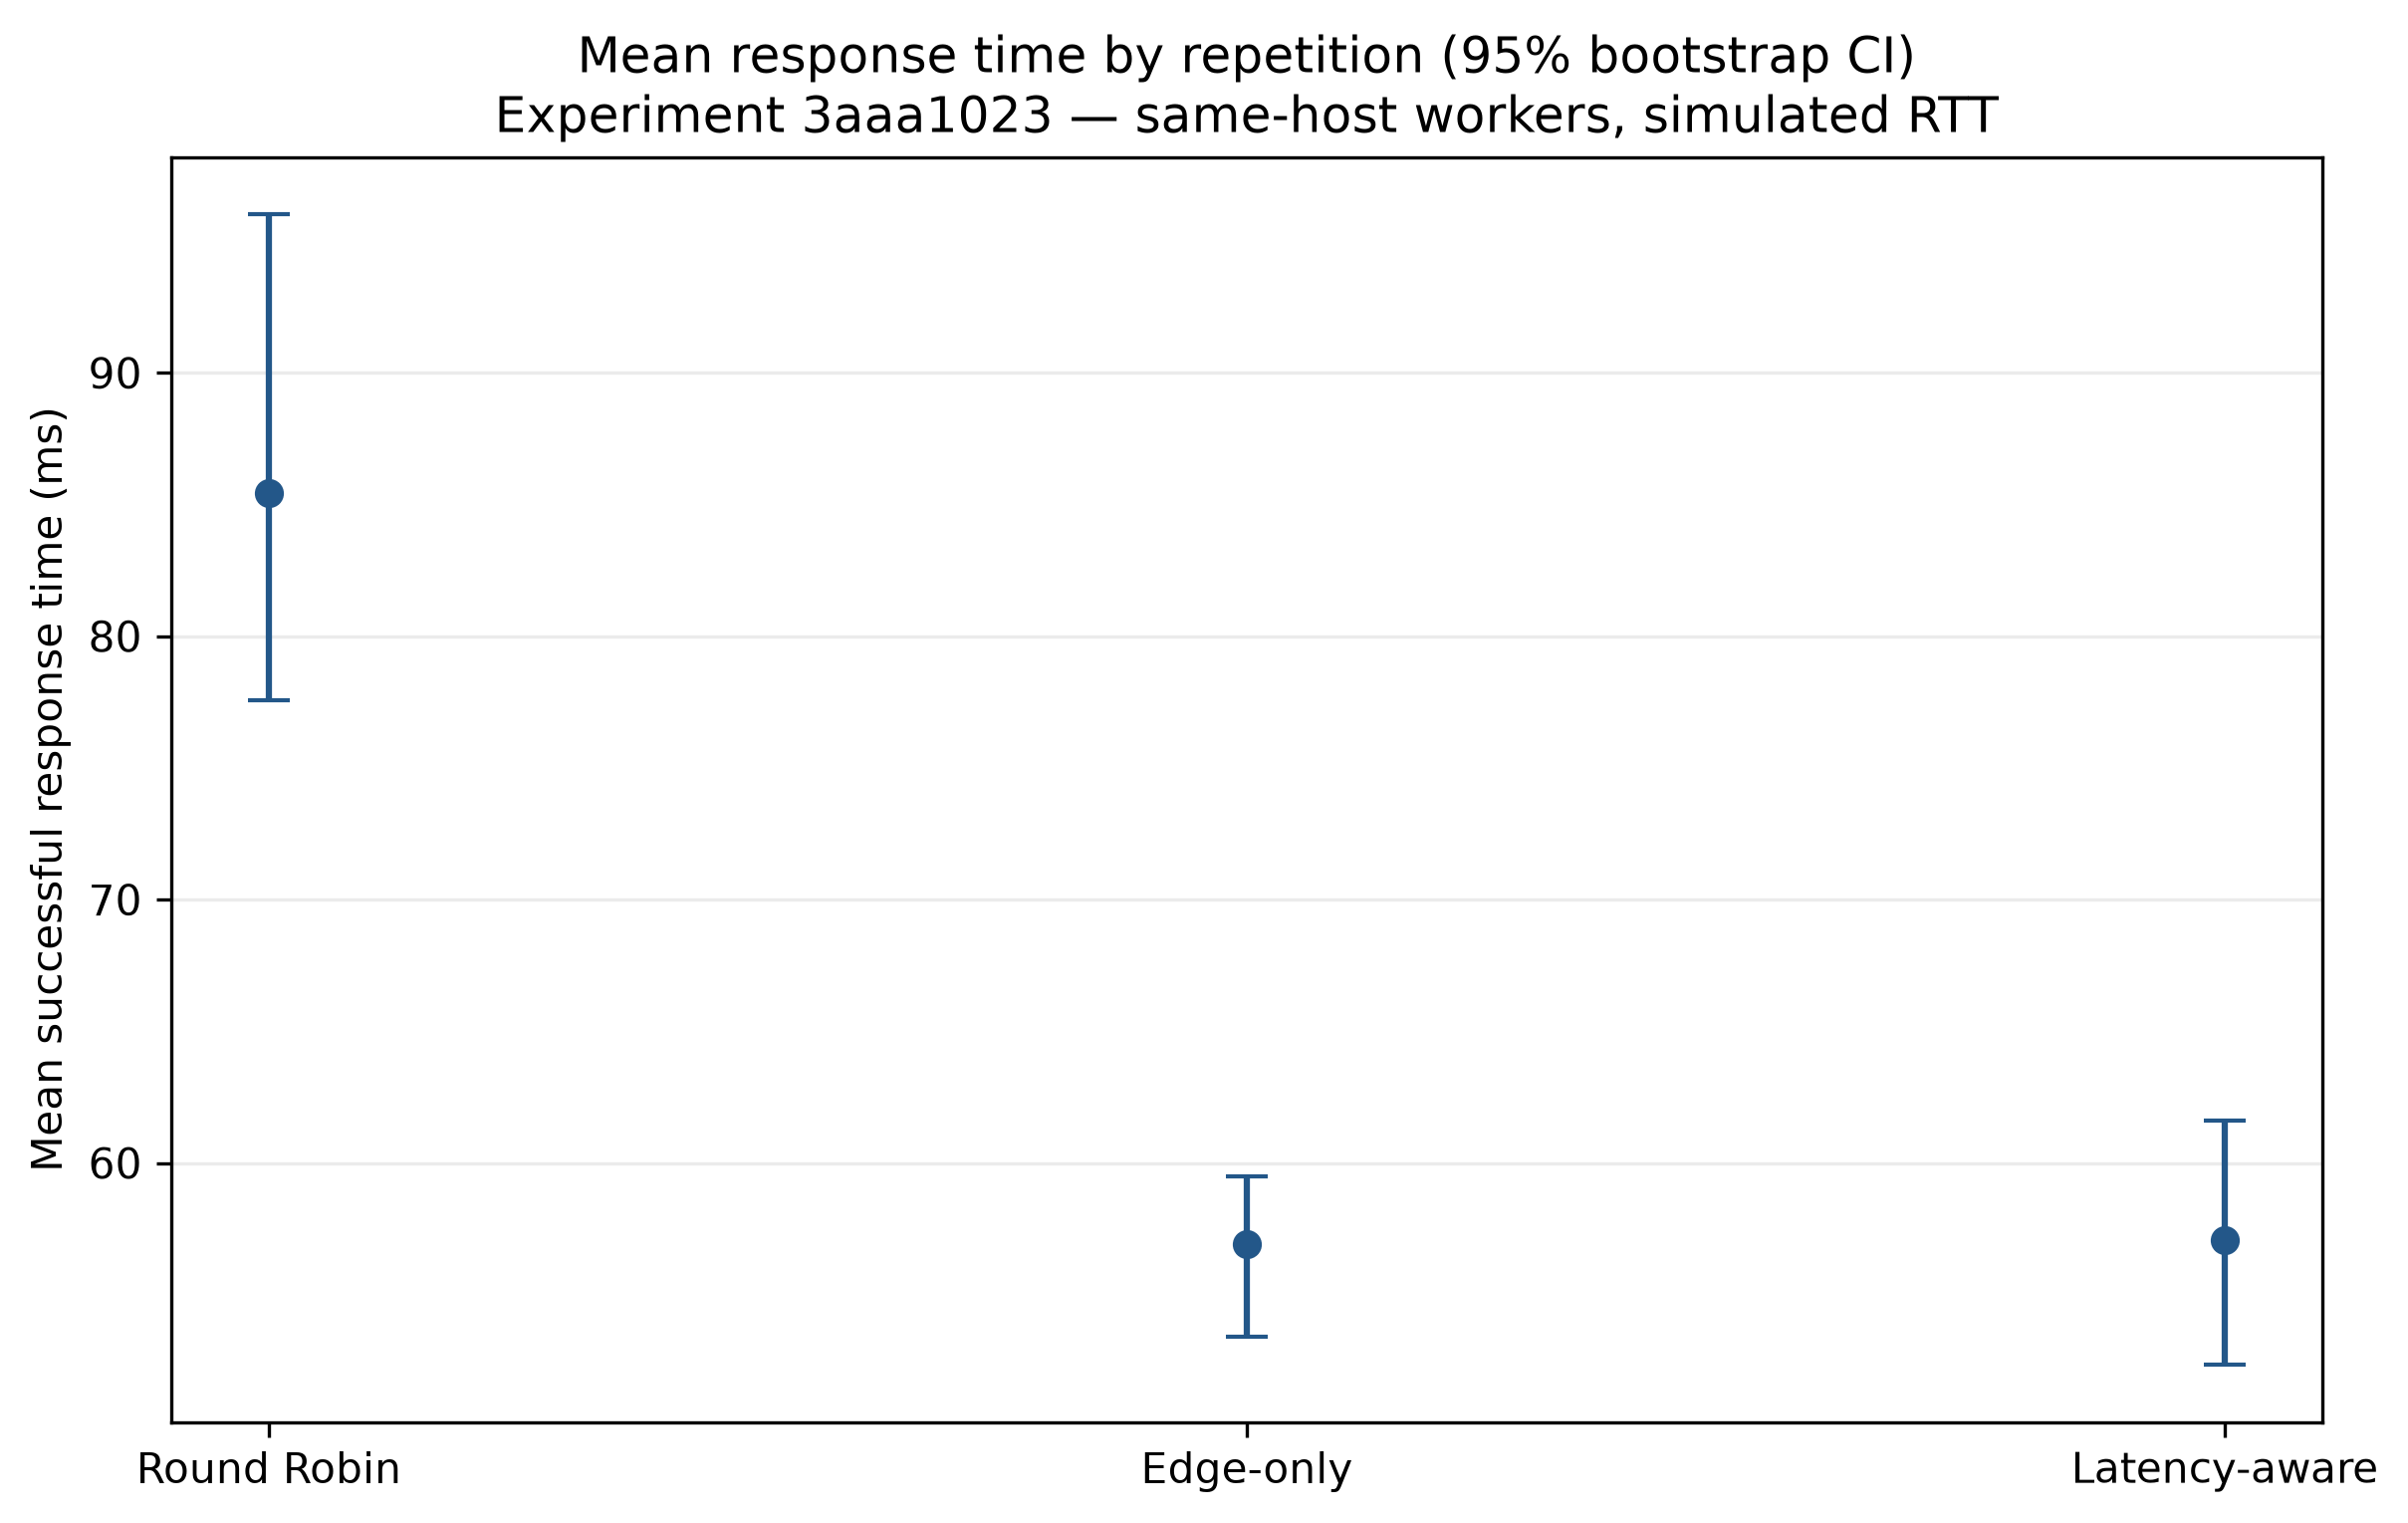 Mean response time by repetition (95% bootstrap CI)
Experiment 3aaa1023 — same-host workers, simulated RTT
Mean successful response time (ms)
90
80
70
60
Round Robin
Edge-only
Latency-aware